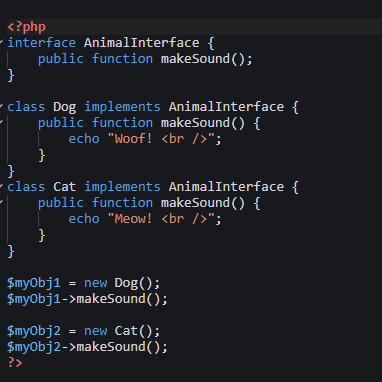 <?php
interface AnimalInterface {
    public function makeSound();
}

class Dog implements AnimalInterface {
    public function makeSound() {
        echo "Woof! <br />";
    }
}
class Cat implements AnimalInterface {
    public function makeSound() {
        echo "Meow! <br />";
    }
}

$myObj1 = new Dog();
$myObj1->makeSound();

$myObj2 = new Cat();
$myObj2->makeSound();
?>